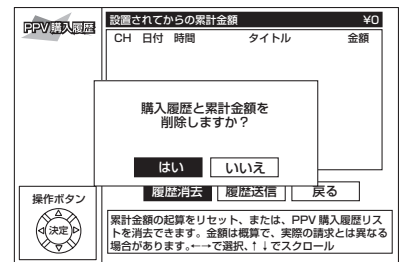 PPV購入履歴
設置されてからの累計金額 ¥0
CH 日付 時間 タイトル 金額
購入履歴と累計金額を
削除しますか？
はい いいえ
履歴消去 履歴送信 戻る
操作ボタン
決定
累計金額の起算をリセット、または、PPV 購入履歴リス
トを消去できます。金額は概算で、実際の請求とは異なる
場合があります。←→で選択、↑↓でスクロール